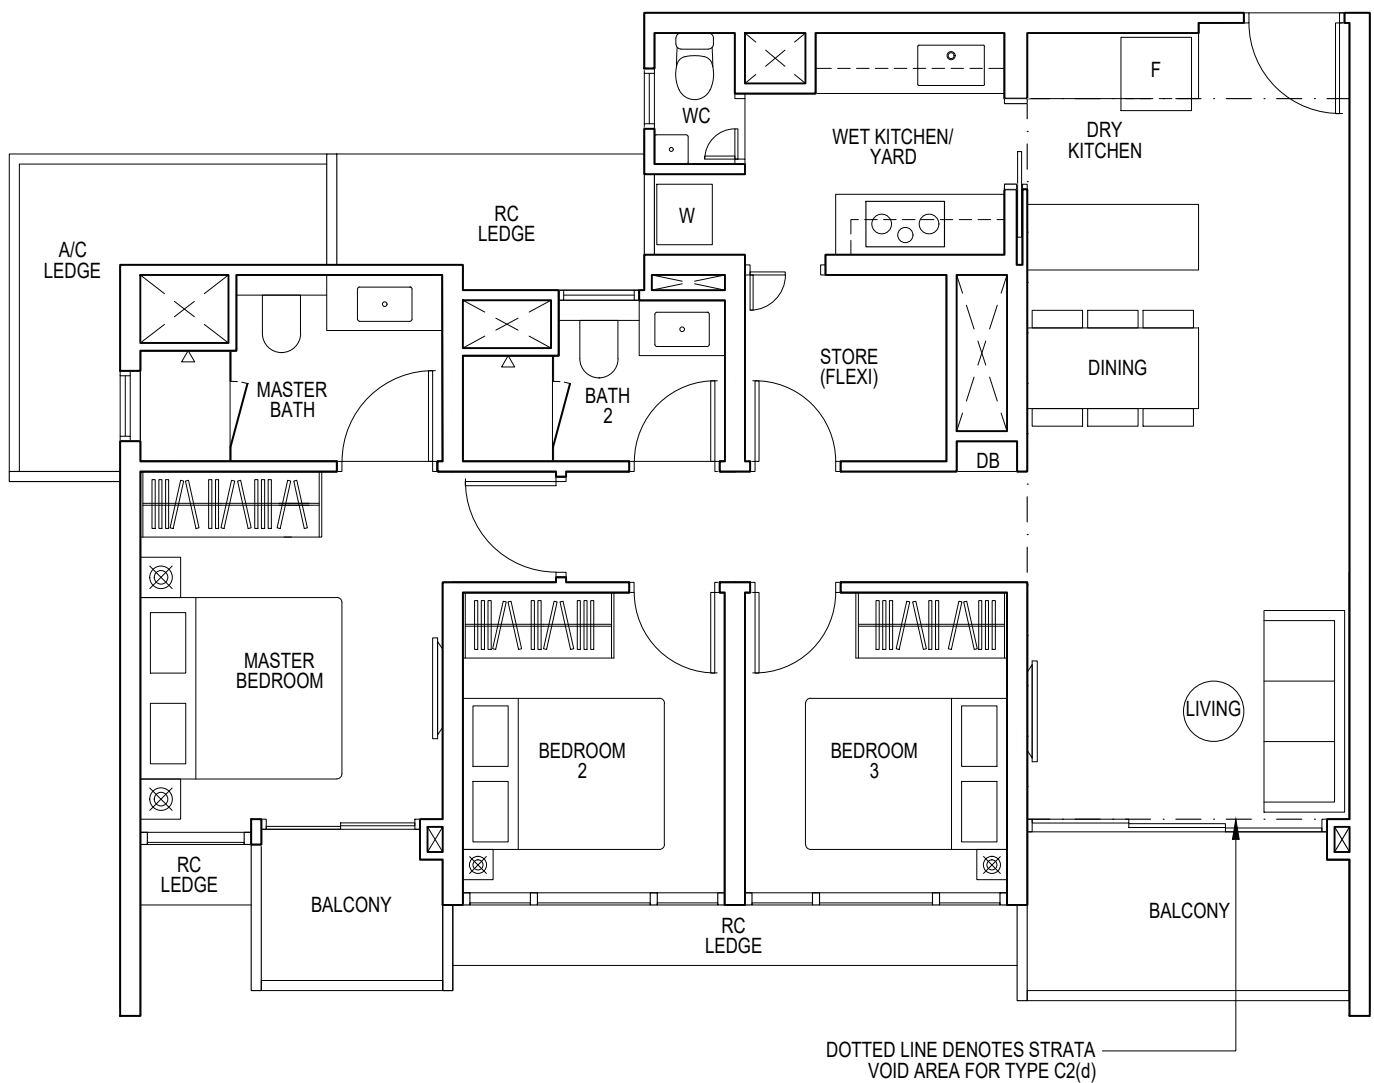 F
WC
DRY
KITCHEN
WET KITCHEN/
YARD
RC
LEDGE
W
A/C
LEDGE
STORE
(FLEXI)
DINING
MASTER
BATH
BATH
2
DB
MASTER
BEDROOM
LIVING
BEDROOM
2
BEDROOM
3
RC
LEDGE
BALCONY
RC
LEDGE
BALCONY
DOTTED LINE DENOTES STRATA
VOID AREA FOR TYPE C2(d)